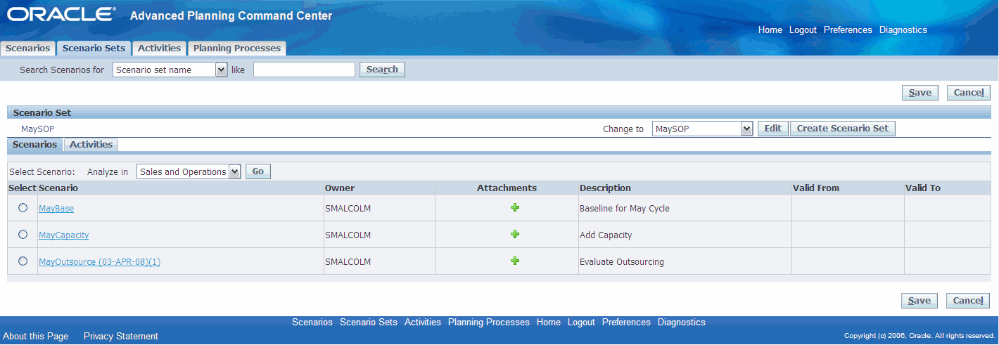 ORACLE® Advanced Planning Command Center
Home Logout Preferences Diagnostics
Scenarios Scenario Sets Activities Planning Processes
Search Scenarios for Scenario set name like Search
Save Cancel
Scenario Set
MaySOP Change to MaySOP Edit Create Scenario Set
Scenarios Activities
Select Scenario: Analyze in Sales and Operations Go
Select Scenario Owner Attachments Description Valid From Valid To
MayBase SMALCOLM Baseline for May Cycle
MayCapacity SMALCOLM Add Capacity
MayOutsource (03-APR-08)(1) SMALCOLM Evaluate Outsourcing
Save Cancel
Scenarios Scenario Sets Activities Planning Processes Home Logout Preferences Diagnostics
About this Page Privacy Statement Copyright (c) 2006, Oracle. All rights reserved.